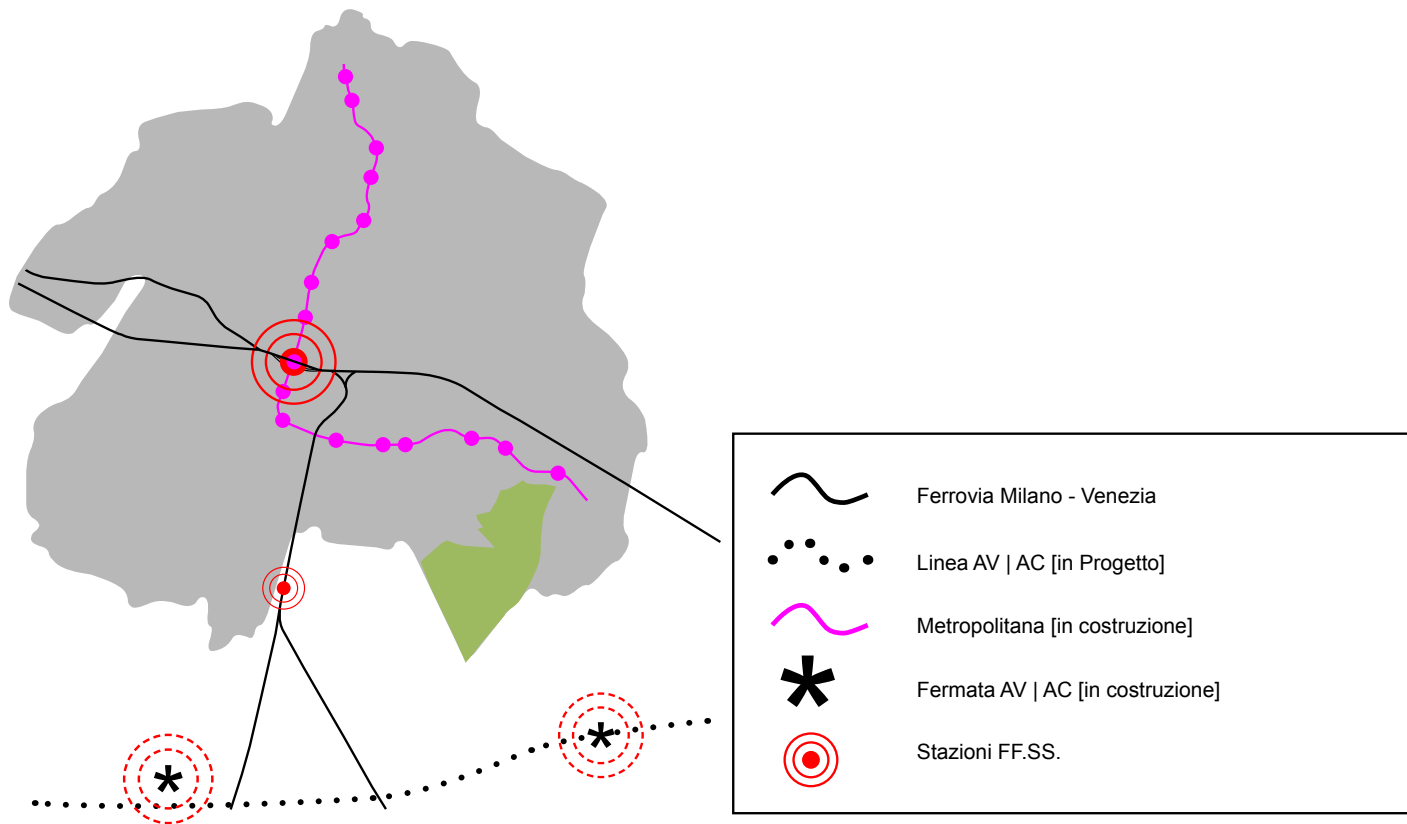 Ferrovia Milano - Venezia
Linea AV | AC [in Progetto]
Metropolitana [in costruzione]
Fermata AV | AC [in costruzione]
Stazioni FF.SS.